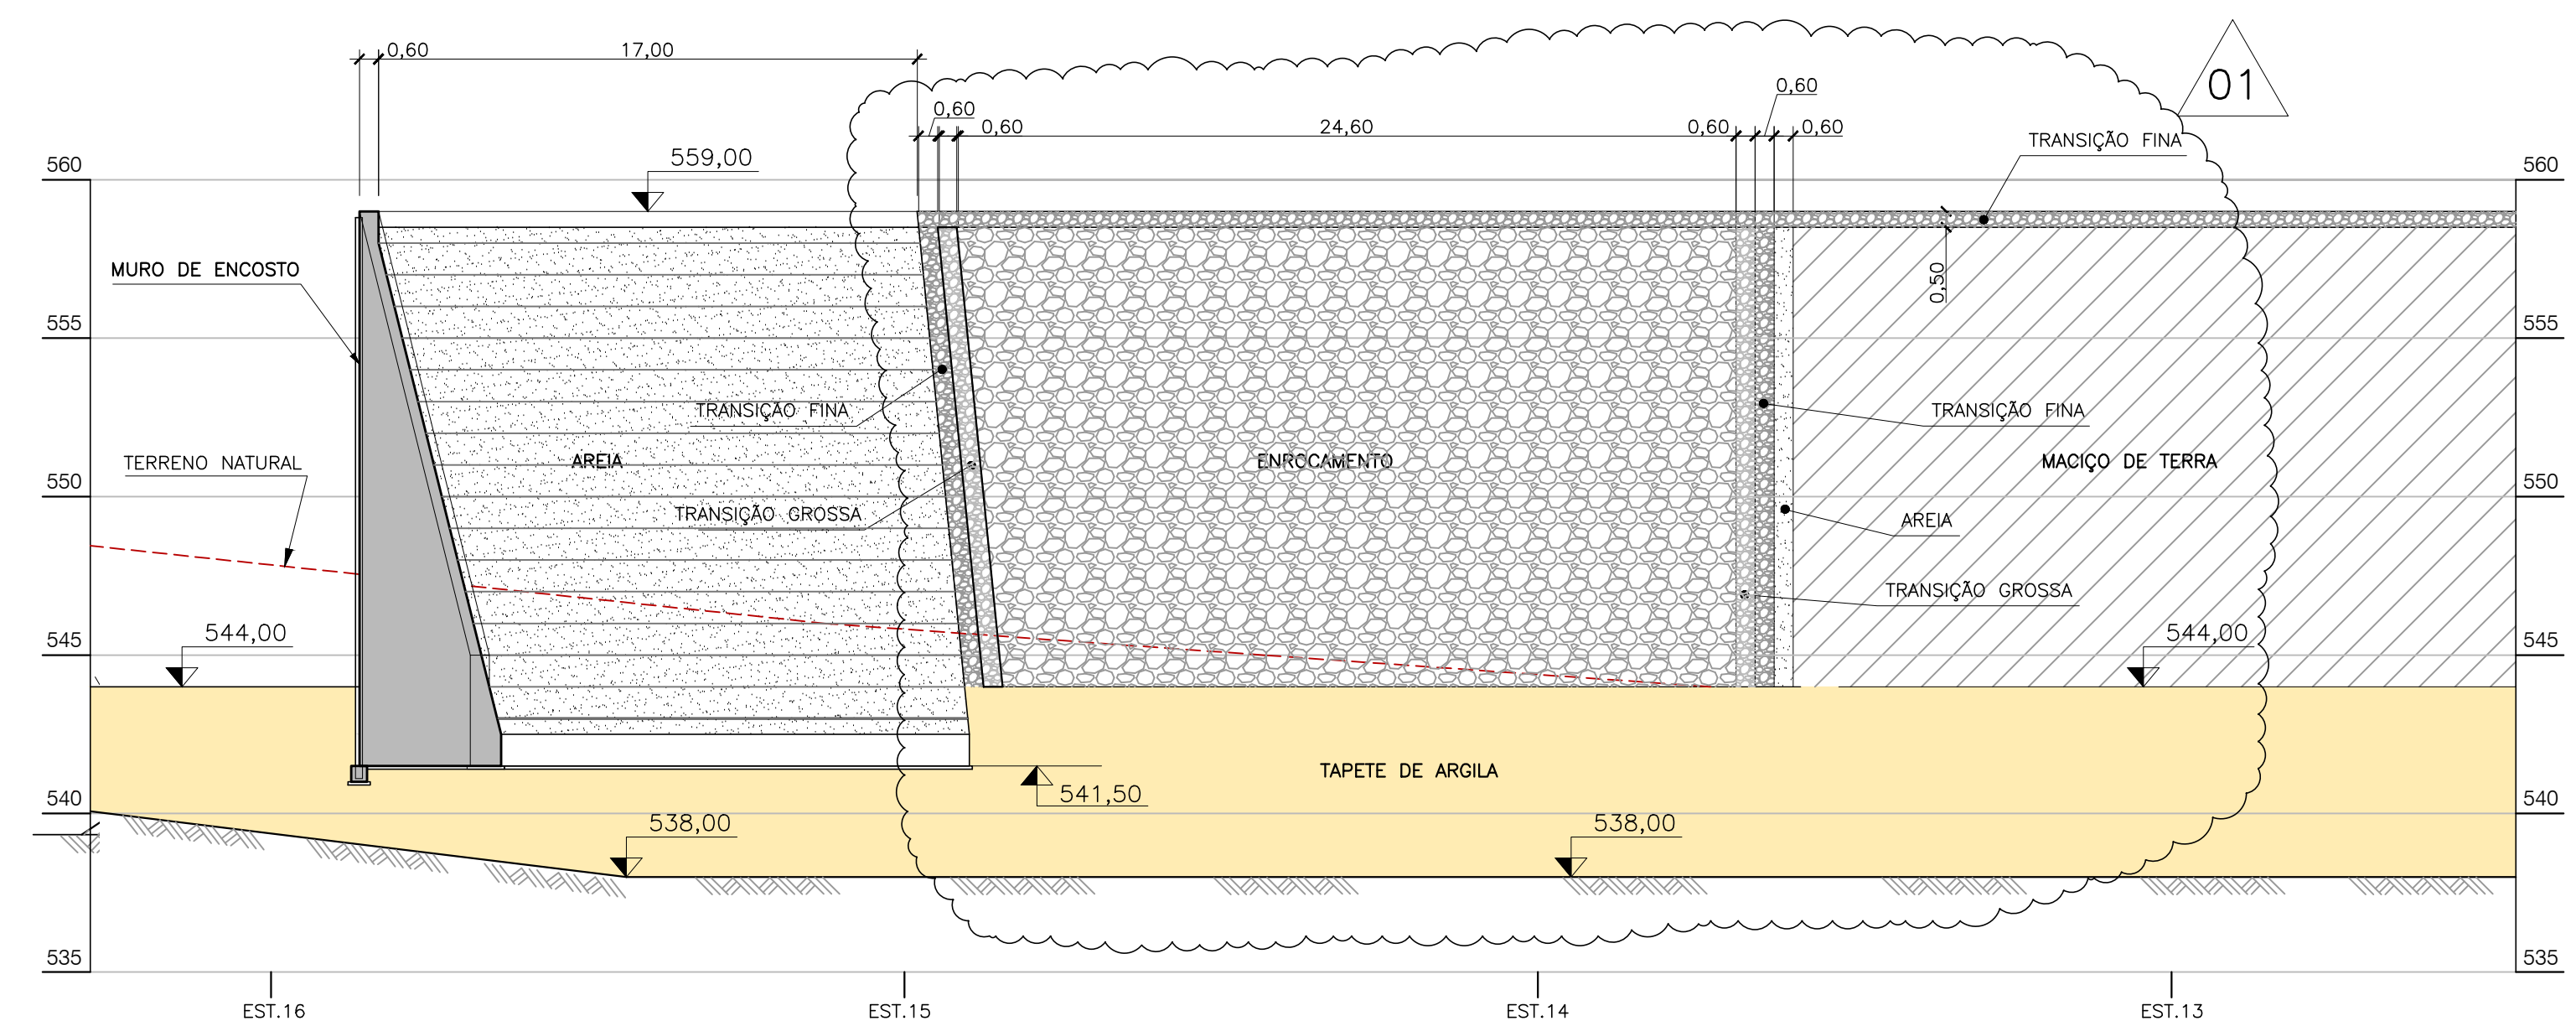 0,60
17,00
01
0,60
0,60
0,60
24,60
0,60
0,60
TRANSIÇÃO FINA
559,00
560
560
MURO DE ENCOSTO
0,50
555
555
TRANSIÇÃO FINA
TRANSIÇÃO FINA
TERRENO NATURAL
AREIA
ENROCAMENTO
MACIÇO DE TERRA
550
550
TRANSIÇÃO GROSSA
AREIA
TRANSIÇÃO GROSSA
544,00
544,00
545
545
TAPETE DE ARGILA
541,50
540
540
538,00
538,00
535
535
EST.16
EST.15
EST.14
EST.13